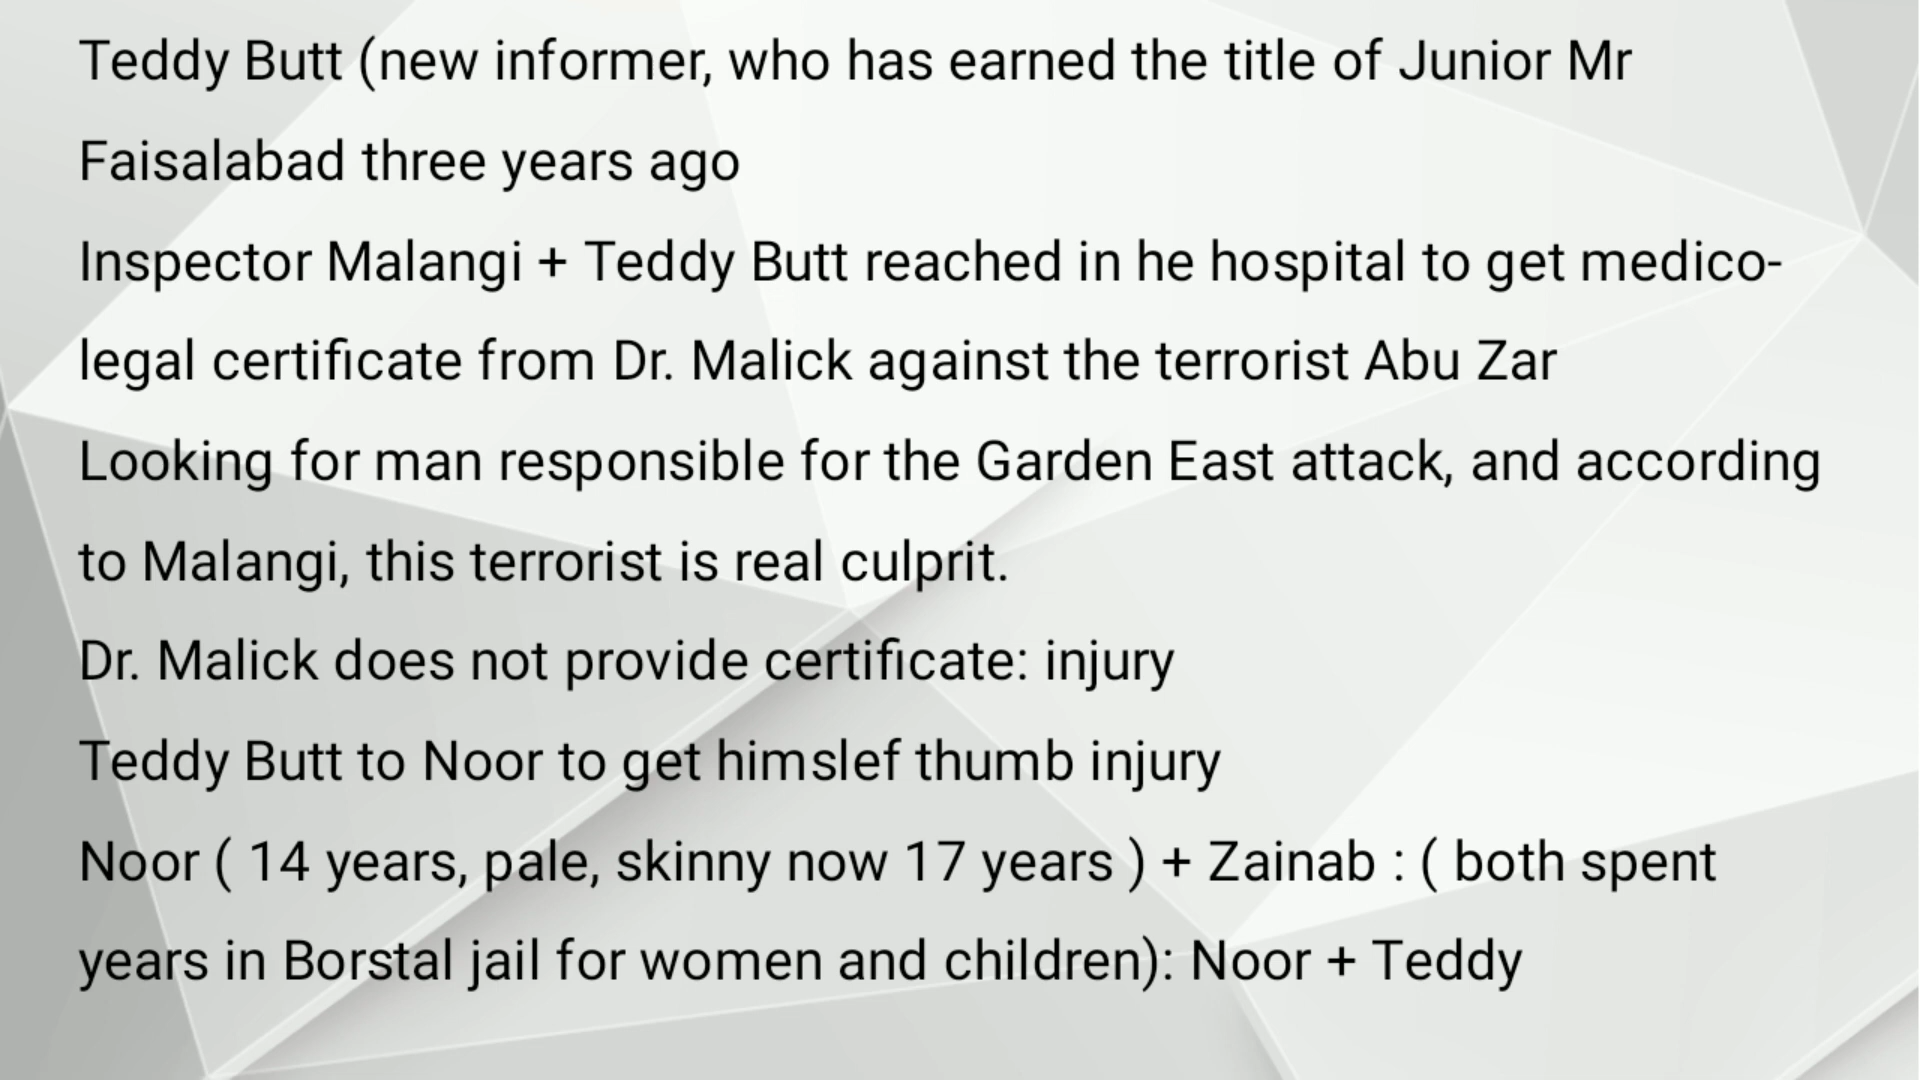 Teddy Butt (new informer, who has earned the title of Junior Mr
Faisalabad three years ago
Inspector Malangi + Teddy Butt reached in he hospital to get medico-
legal certificate from Dr. Malick against the terrorist Abu Zar
Looking for man responsible for the Garden East attack, and according
to Malangi, this terrorist is real culprit.
Dr. Malick does not provide certificate: injury
Teddy Butt to Noor to get himslef thumb injury
Noor ( 14 years, pale, skinny now 17 years ) + Zainab : ( both spent
years in Borstal jail for women and children): Noor + Teddy